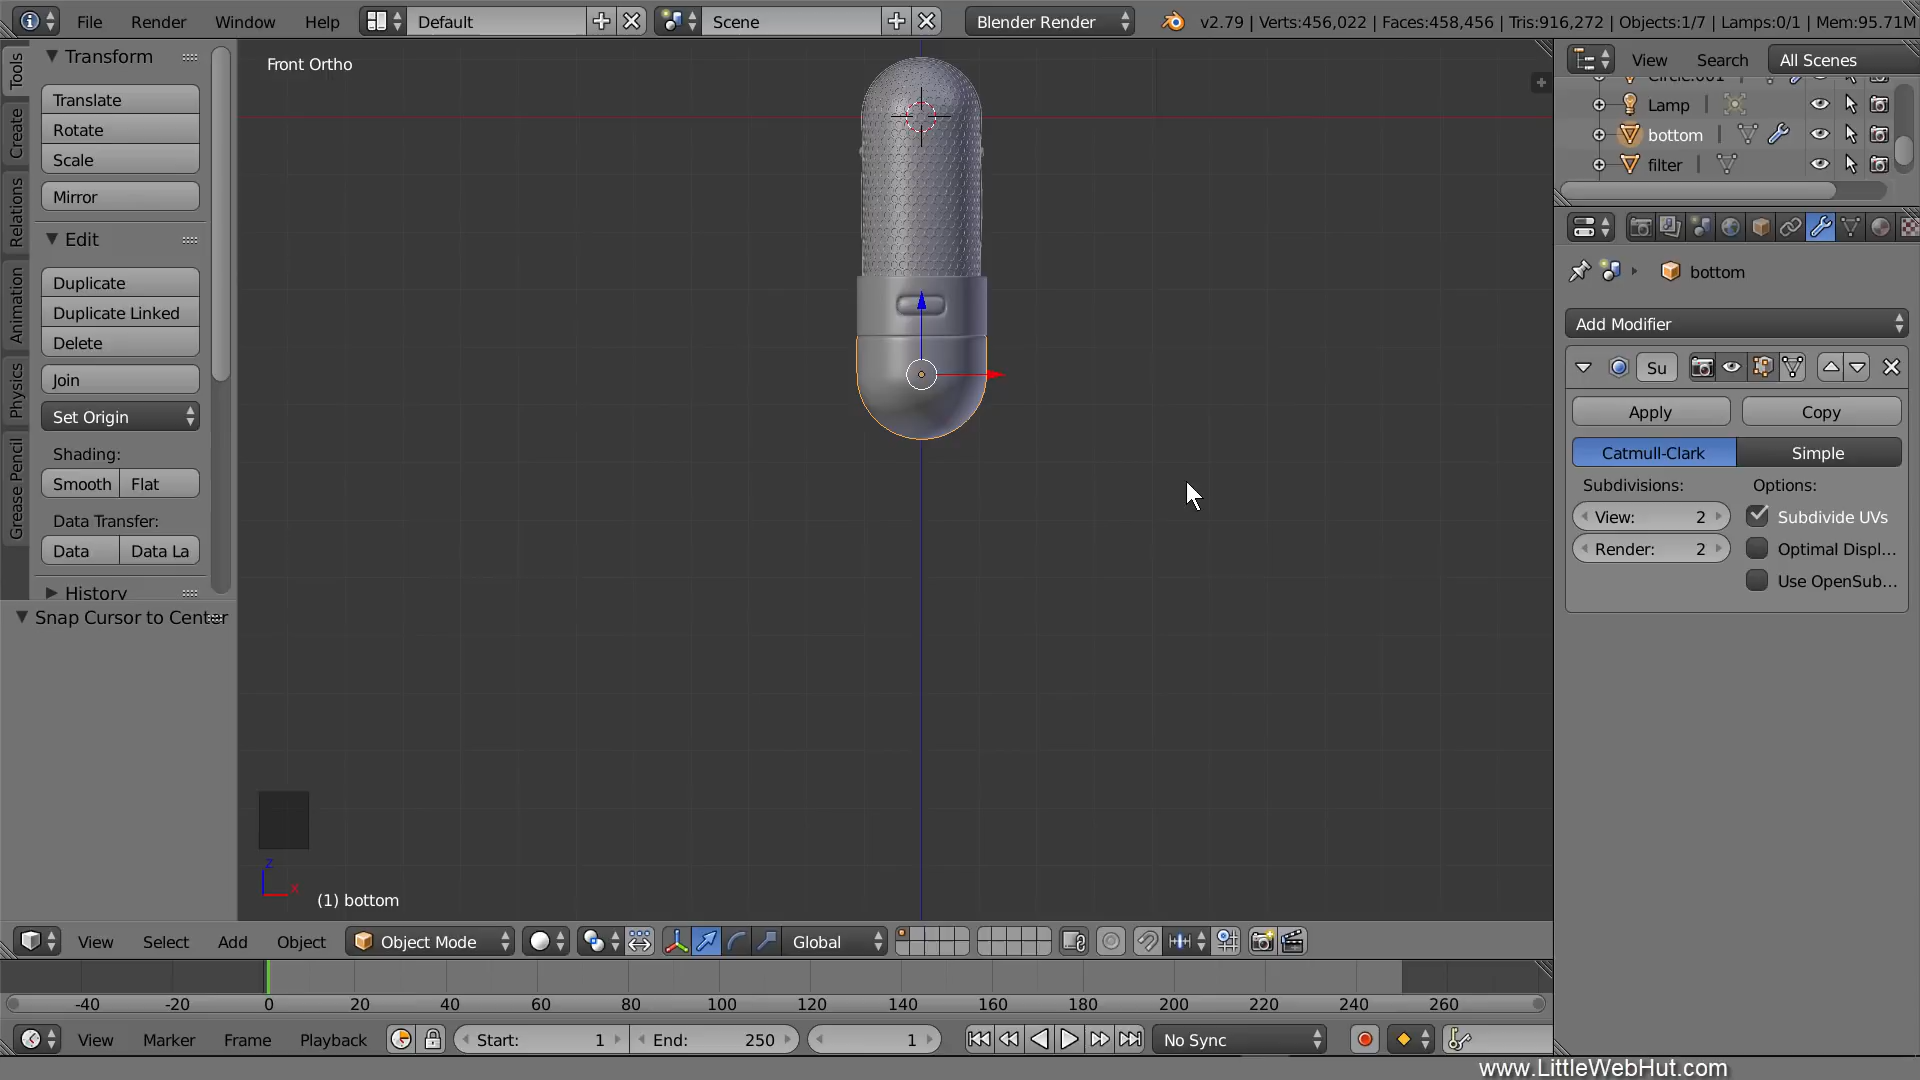 File Render Window Help Default Scene Blender Render v2.79 | Verts:456,022 | Faces:458,456 | Tris:916,272 | Objects:1/7 | Lamps:0/1 | Mem:95.71M
Tools
Create
Relations
Animation
Physics
Grease Pencil
Transform
Translate
Rotate
Scale
Mirror
Edit
Duplicate
Duplicate Linked
Delete
Join
Set Origin
Shading:
Smooth Flat
Data Transfer:
Data Data La
History
Snap Cursor to Center
Front Ortho
z
x
(1) bottom
View Search All Scenes
Circle.001
Lamp
bottom
filter
bottom
Add Modifier
Su
Apply Copy
Catmull-Clark Simple
Subdivisions: Options:
View: 2 Subdivide UVs
Render: 2 Optimal Displ...
Use OpenSub...
View Select Add Object Object Mode Global
-40 -20 0 20 40 60 80 100 120 140 160 180 200 220 240 260
View Marker Frame Playback Start: 1 End: 250 1 No Sync
www.LittleWebHut.com